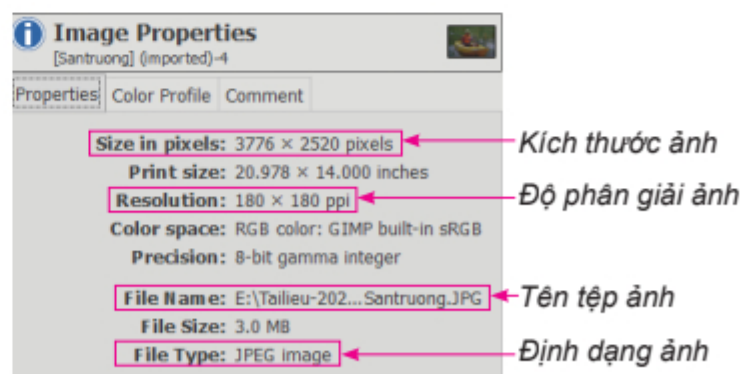 Image Properties
[Santruong] (imported)-4
Properties Color Profile Comment
Size in pixels: 3776 × 2520 pixels
Kích thước ảnh
Print size: 20.978 × 14.000 inches
Resolution: 180 × 180 ppi
Độ phân giải ảnh
Color space: RGB color: GIMP built-in sRGB
Precision: 8-bit gamma integer
File Name: E:\Tailieu-202...Santruong.JPG
Tên tệp ảnh
File Size: 3.0 MB
File Type: JPEG image
Định dạng ảnh